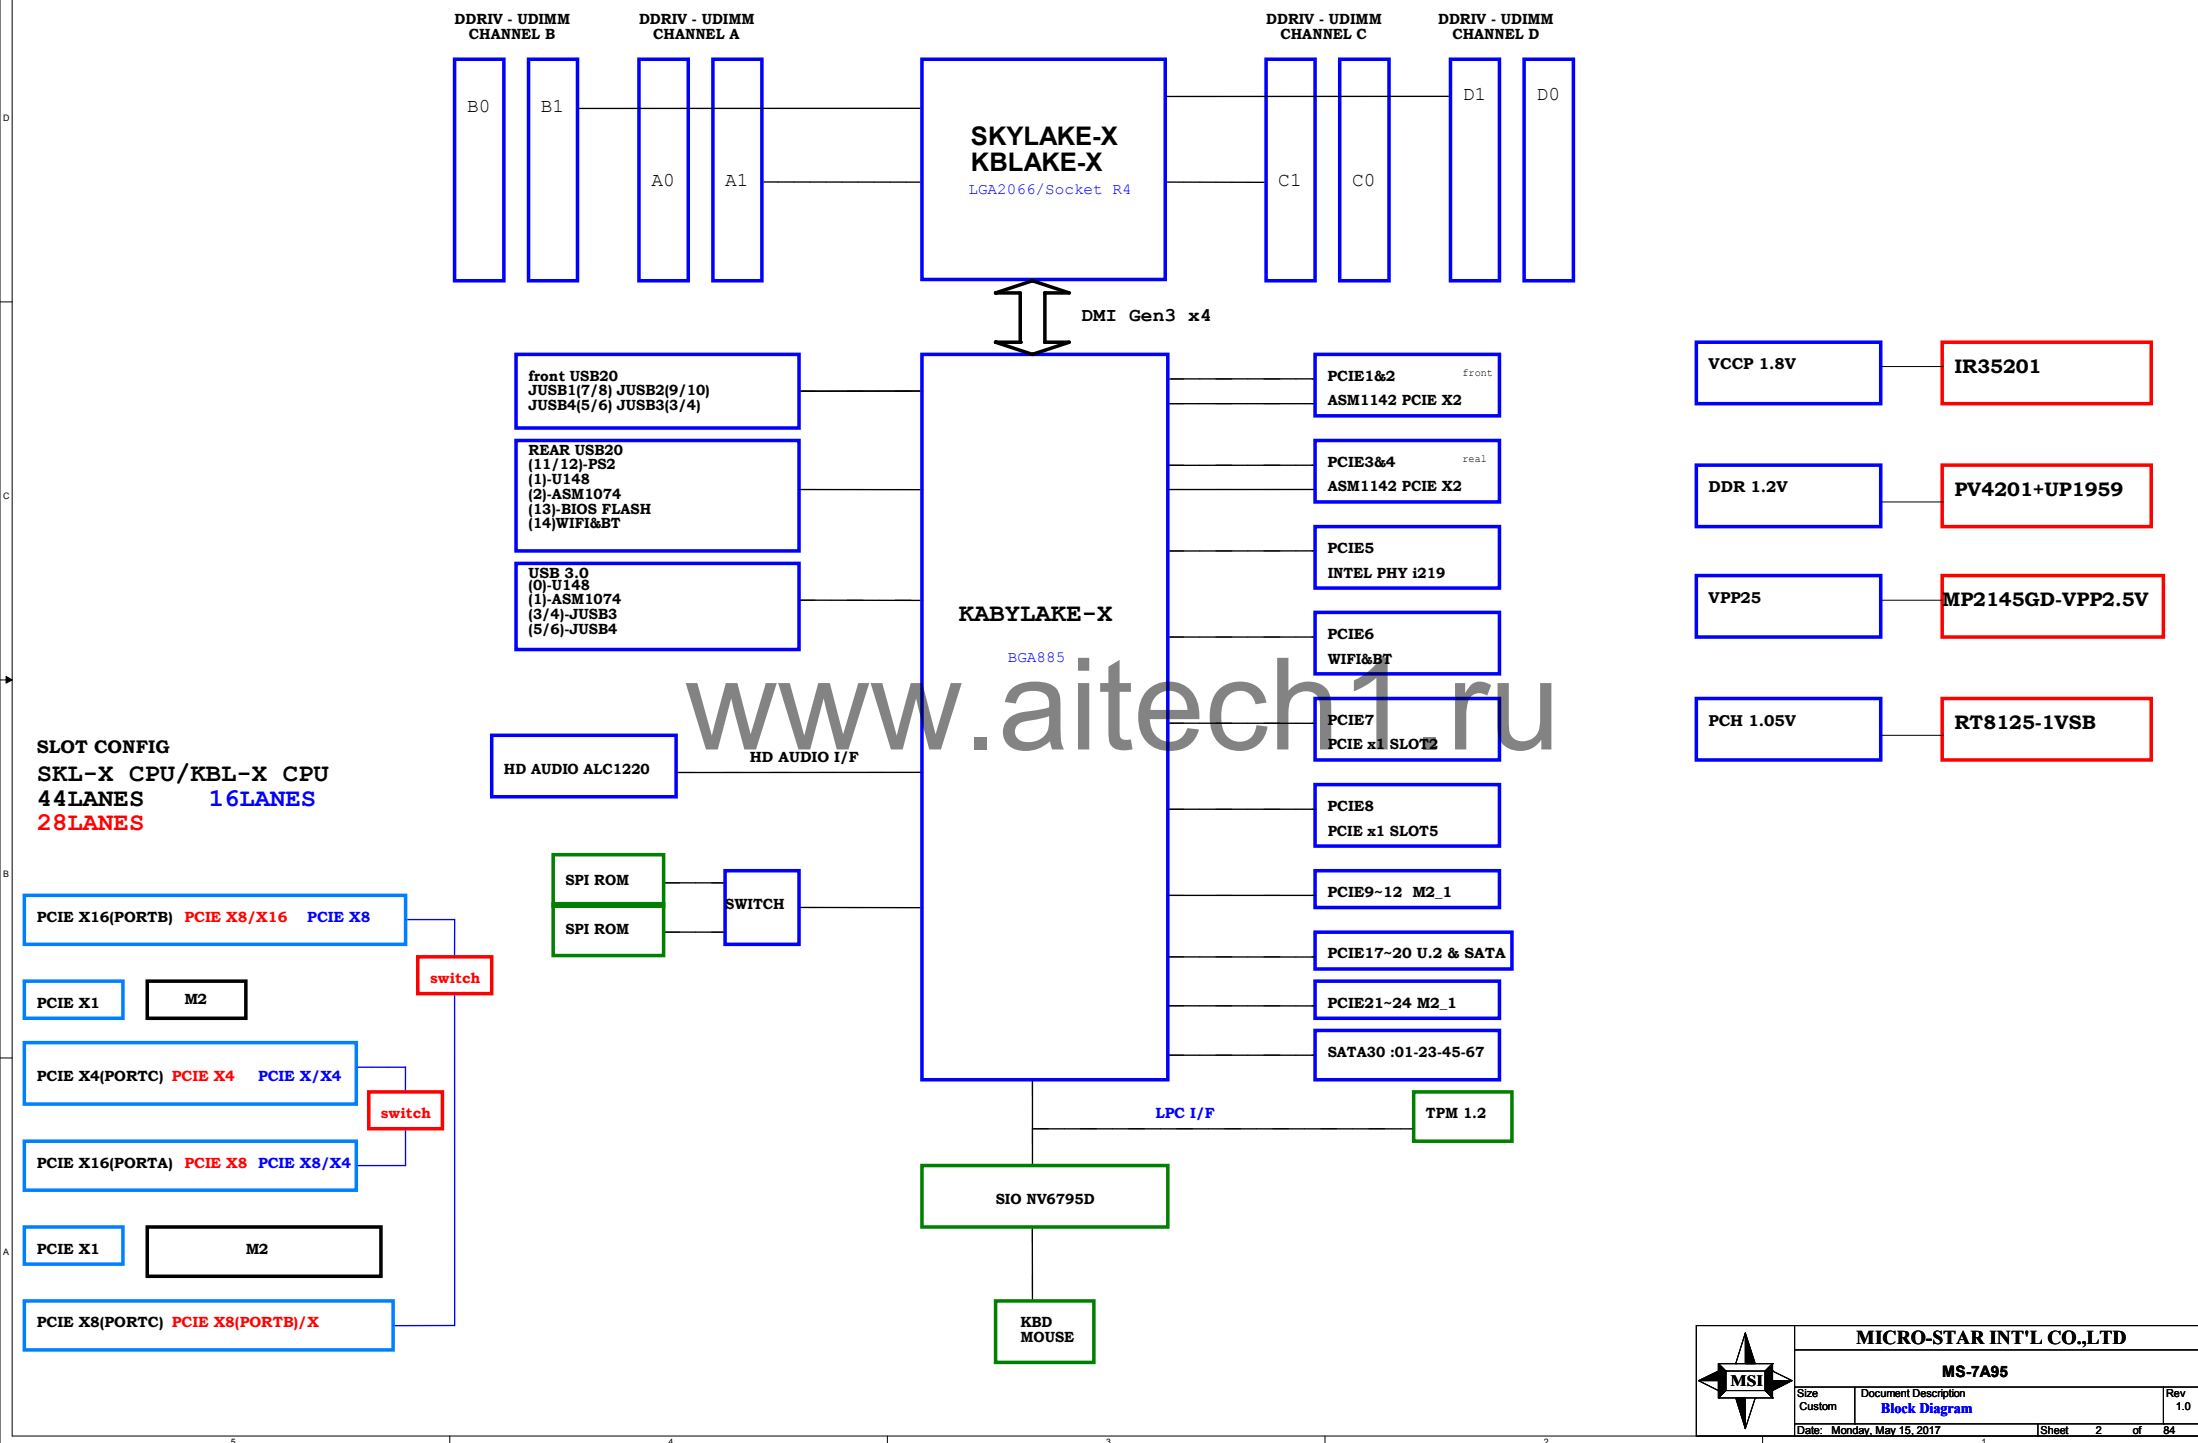 DDRIV - UDIMM
CHANNEL B
DDRIV - UDIMM
CHANNEL A
DDRIV - UDIMM
CHANNEL C
DDRIV - UDIMM
CHANNEL D
B0
B1
A0
A1
SKYLAKE-X
KBLAKE-X
LGA2066/Socket R4
C1
C0
D1
D0
DMI Gen3 x4
front USB20
JUSB1(7/8) JUSB2(9/10)
JUSB4(5/6) JUSB3(3/4)
REAR USB20
(11/12)-PS2
(1)-U148
(2)-ASM1074
(13)-BIOS FLASH
(14)WIFI&BT
USB 3.0
(0)-U148
(1)-ASM1074
(3/4)-JUSB3
(5/6)-JUSB4
KABYLAKE-X
BGA885
PCIE1&2 front
ASM1142 PCIE X2
PCIE3&4 real
ASM1142 PCIE X2
PCIE5
INTEL PHY i219
PCIE6
WIFI&BT
PCIE7
PCIE x1 SLOT2
PCIE8
PCIE x1 SLOT5
PCIE9~12 M2_1
PCIE17~20 U.2 & SATA
PCIE21~24 M2_1
SATA30 :01-23-45-67
VCCP 1.8V
IR35201
DDR 1.2V
PV4201+UP1959
VPP25
MP2145GD-VPP2.5V
PCH 1.05V
RT8125-1VSB
www.aitech1.ru
HD AUDIO ALC1220
HD AUDIO I/F
SPI ROM
SPI ROM
SWITCH
SLOT CONFIG
SKL-X CPU/KBL-X CPU
44LANES 16LANES
28LANES
PCIE X16(PORTB) PCIE X8/X16 PCIE X8
switch
PCIE X1
M2
PCIE X4(PORTC) PCIE X4 PCIE X/X4
switch
PCIE X16(PORTA) PCIE X8 PCIE X8/X4
PCIE X1
M2
PCIE X8(PORTC) PCIE X8(PORTB)/X
LPC I/F
TPM 1.2
SIO NV6795D
KBD
MOUSE
MSI
MICRO-STAR INT'L CO.,LTD
MS-7A95
Size
Custom
Document Description
Block Diagram
Rev
1.0
Date: Monday, May 15, 2017
Sheet 2 of 84
D
C
B
A
5
4
3
2
1